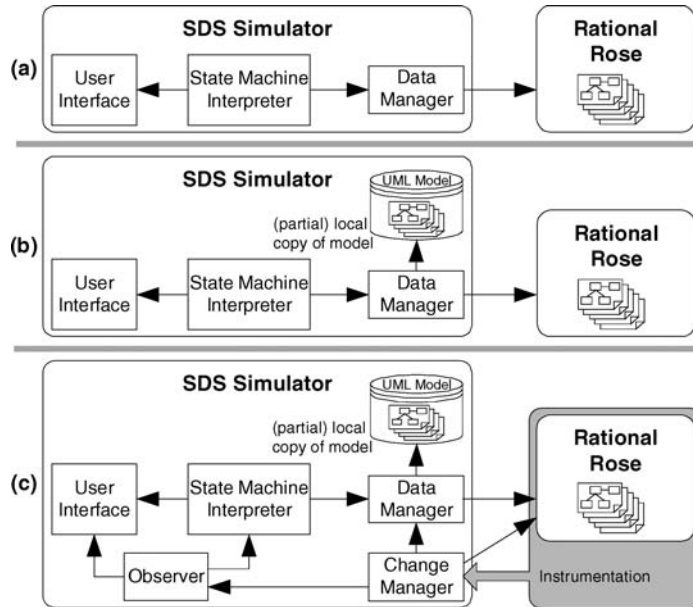 (a)
SDS Simulator
User
Interface
State Machine
Interpreter
Data
Manager
Rational
Rose
(b)
SDS Simulator
UML Model
(partial) local
copy of model
User
Interface
State Machine
Interpreter
Data
Manager
Rational
Rose
(c)
SDS Simulator
UML Model
(partial) local
copy of model
User
Interface
State Machine
Interpreter
Data
Manager
Rational
Rose
Observer
Change
Manager
Instrumentation